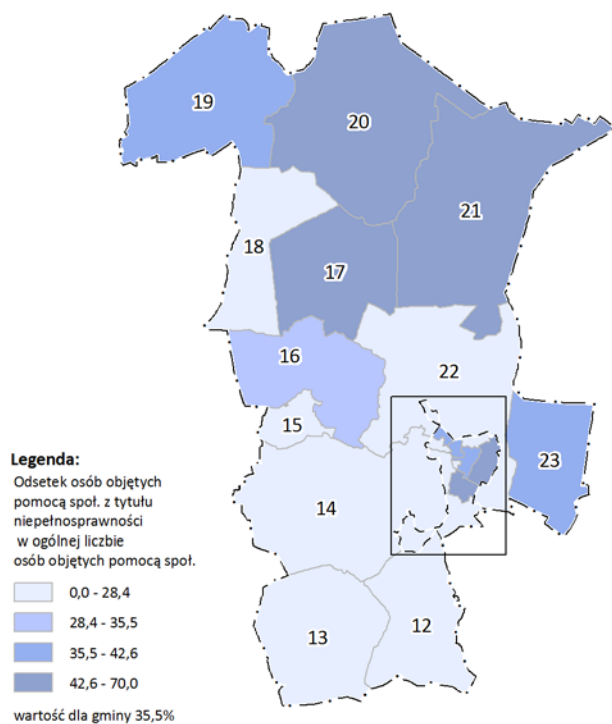 19
20
21
18
17
16
22
15
23
14
12
13
Legenda:
Odsetek osób objętych
pomocą społ. z tytułu
niepełnosprawności
w ogólnej liczbie
osób objętych pomocą społ.
0,0 - 28,4
28,4 - 35,5
35,5 - 42,6
42,6 - 70,0
wartość dla gminy 35,5%